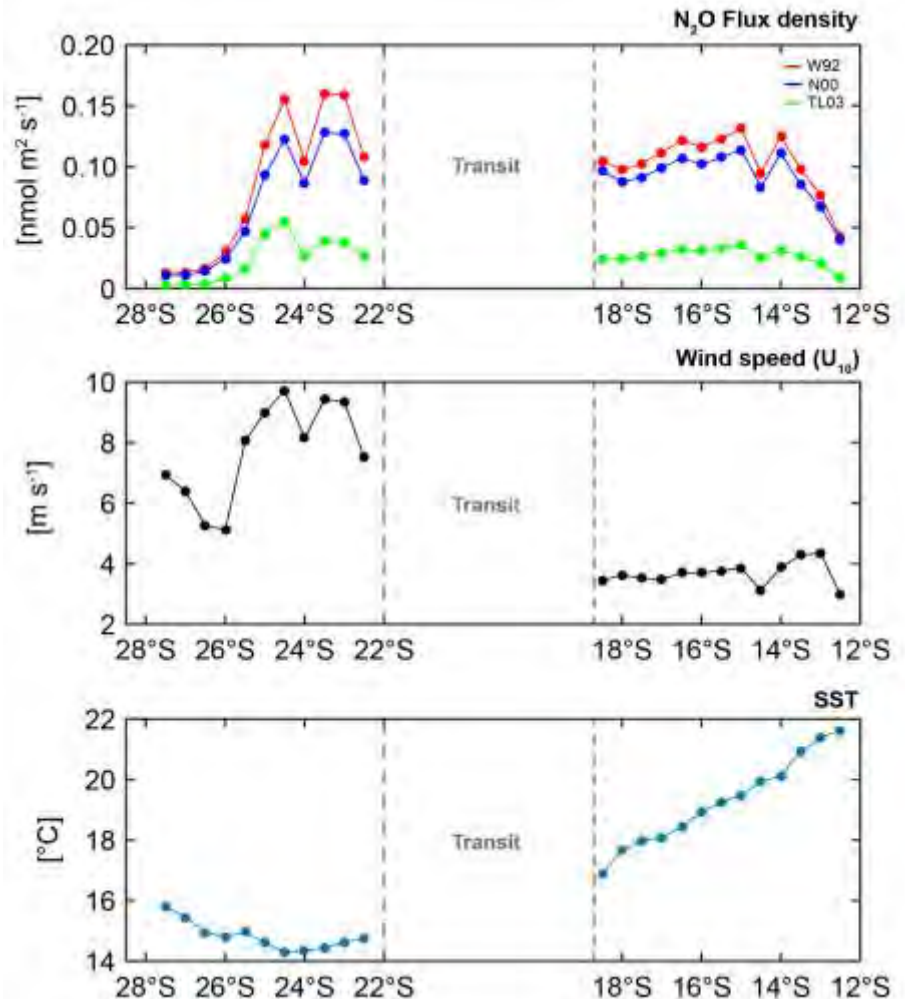 N₂O Flux density
0.20
0.15
0.10
0.05
0
[nmol m² s⁻¹]
W92
N00
TL03
Transit
28°S 26°S 24°S 22°S 18°S 16°S 14°S 12°S
Wind speed (U₁₀)
10
8
6
4
2
[m s⁻¹]
Transit
28°S 26°S 24°S 22°S 18°S 16°S 14°S 12°S
SST
22
20
18
16
14
[°C]
Transit
28°S 26°S 24°S 22°S 18°S 16°S 14°S 12°S